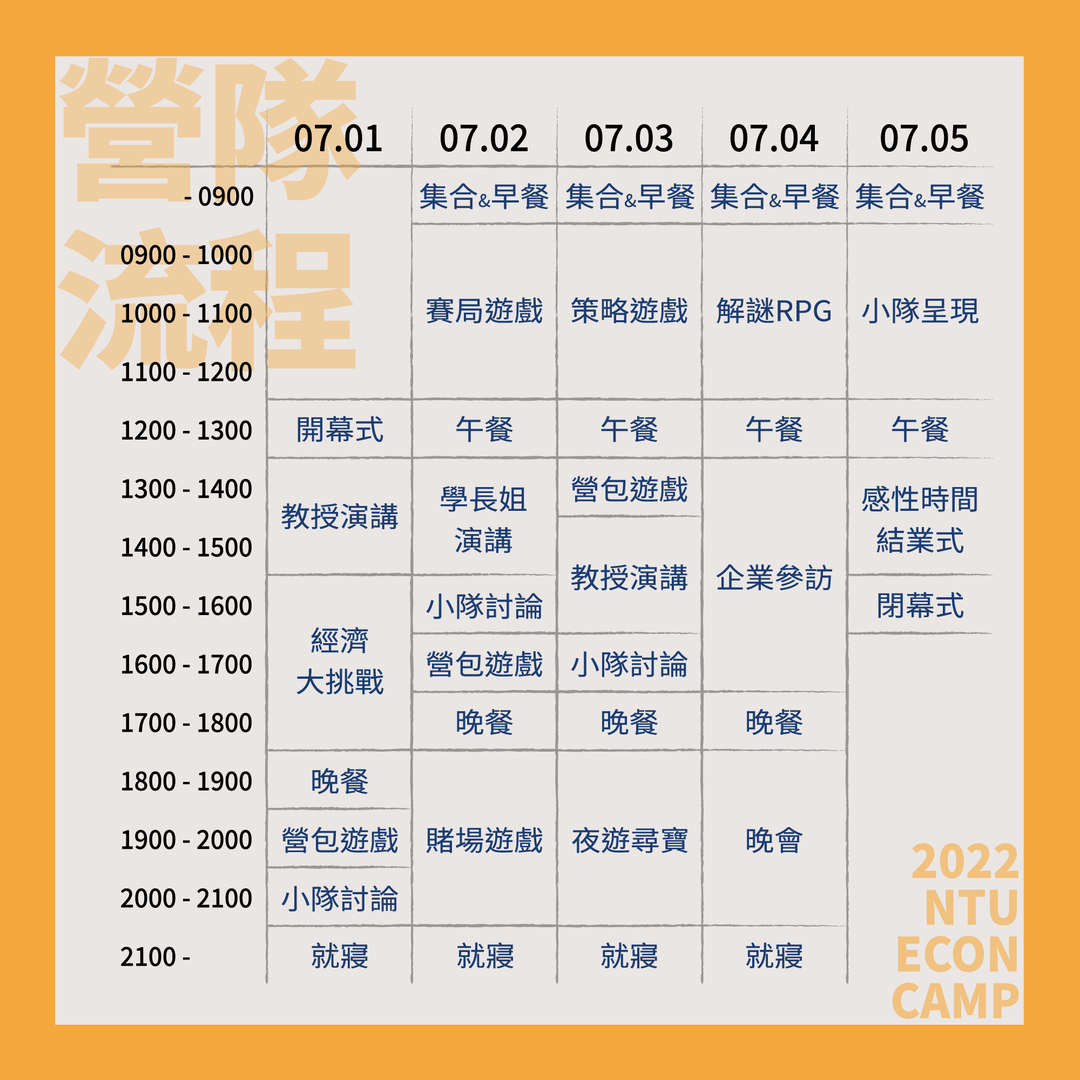 營隊
流程
07.01 07.02 07.03 07.04 07.05
- 0900 集合&早餐 集合&早餐 集合&早餐 集合&早餐
0900 - 1000
1000 - 1100 賽局遊戲 策略遊戲 解謎RPG 小隊呈現
1100 - 1200
1200 - 1300 開幕式 午餐 午餐 午餐 午餐
1300 - 1400 教授演講 學長姐 營包遊戲 感性時間
1400 - 1500 演講 教授演講 企業參訪 結業式
1500 - 1600 小隊討論 閉幕式
1600 - 1700 經濟 營包遊戲 小隊討論
大挑戰
1700 - 1800 晚餐 晚餐 晚餐
1800 - 1900 晚餐
1900 - 2000 營包遊戲 賭場遊戲 夜遊尋寶 晚會
2000 - 2100 小隊討論
2100 - 就寢 就寢 就寢 就寢
2022
NTU
ECON
CAMP